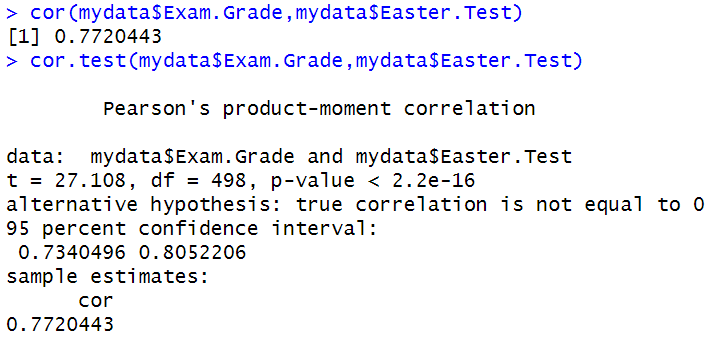 > cor(mydata$Exam.Grade,mydata$Easter.Test)
[1] 0.7720443
> cor.test(mydata$Exam.Grade,mydata$Easter.Test)
Pearson's product-moment correlation
data:  mydata$Exam.Grade and mydata$Easter.Test
t = 27.108, df = 498, p-value < 2.2e-16
alternative hypothesis: true correlation is not equal to 0
95 percent confidence interval:
0.7340496 0.8052206
sample estimates:
cor
0.7720443